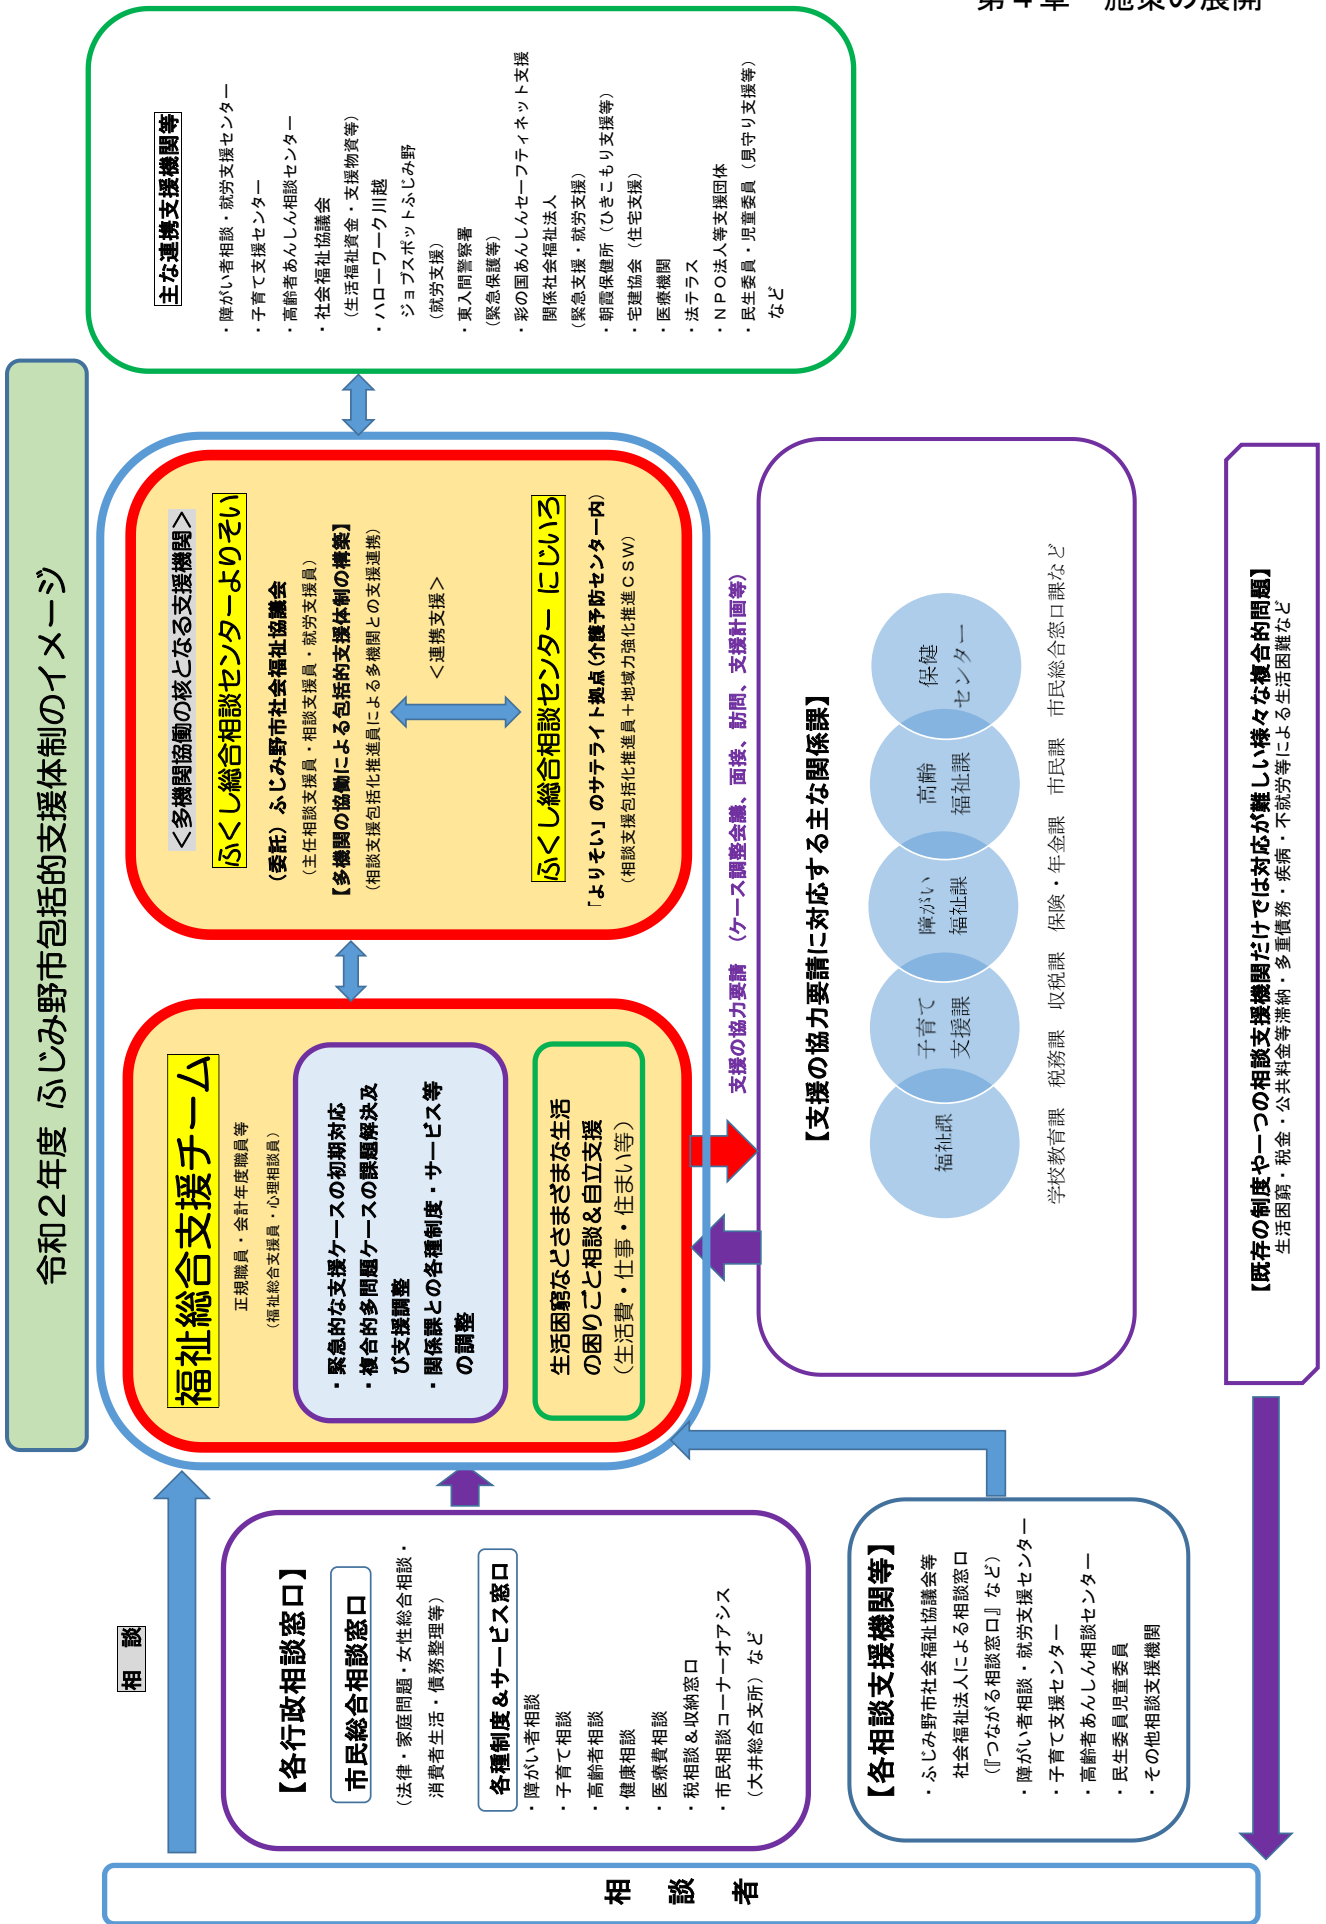 第４章　施策の展開
令和２年度 ふじみ野市包括的支援体制のイメージ
相　談
相　談　者
【各行政相談窓口】
市民総合相談窓口
（法律・家庭問題・女性総合相談・
消費者生活・債務整理等）
各種制度＆サービス窓口
・障がい者相談
・子育て相談
・高齢者相談
・健康相談
・医療費相談
・税相談＆収納窓口
・市民相談コーナーオアシス
（大井総合支所）など
【各相談支援機関等】
・ふじみ野市社会福祉協議会等
社会福祉法人による相談窓口
（『つながる相談窓口』など）
・障がい者相談・就労支援センター
・子育て支援センター
・高齢者あんしん相談センター
・民生委員児童委員
・その他相談支援機関
福祉総合支援チーム
正規職員・会計年度職員等
（福祉総合支援員・心理相談員）
・緊急的な支援ケースの初期対応
・複合的多問題ケースの課題解決及
び支援調整
・関係課との各種制度・サービス等
の調整
生活困窮などさまざまな生活
の困りごと相談＆自立支援
（生活費・仕事・住まい等）
＜多機関協働の核となる支援機関＞
ふくし総合相談センターよりそい
（委託）ふじみ野市社会福祉協議会
（主任相談支援員・相談支援員・就労支援員）
【多機関の協働による包括的支援体制の構築】
（相談支援包括化推進員による多機関との支援連携）
＜連携支援＞
ふくし総合相談センター にじいろ
「よりそい」のサテライト拠点（介護予防センター内）
（相談支援包括化推進員＋地域力強化推進ＣＳＷ）
主な連携支援機関等
・障がい者相談・就労支援センター
・子育て支援センター
・高齢者あんしん相談センター
・社会福祉協議会
（生活福祉資金・支援物資等）
・ハローワーク川越
ジョブスポットふじみ野
（就労支援）
・東入間警察署
（緊急保護等）
・彩の国あんしんセーフティネット支援
関係社会福祉法人
（緊急支援・就労支援）
・朝霞保健所（ひきこもり支援等）
・宅建協会（住宅支援）
・医療機関
・法テラス
・ＮＰＯ法人等支援団体
・民生委員・児童委員（見守り支援等）
など
支援の協力要請　（ケース調整会議、面接、訪問、支援計画等）
【支援の協力要請に対応する主な関係課】
福祉課
子育て
支援課
障がい
福祉課
高齢
福祉課
保健
センター
学校教育課　税務課　収税課　保険・年金課　市民課　市民総合窓口課など
【既存の制度や一つの相談支援機関だけでは対応が難しい様々な複合的問題】
生活困窮・税金・公共料金等滞納・多重債務・疾病・不就労等による生活困難など